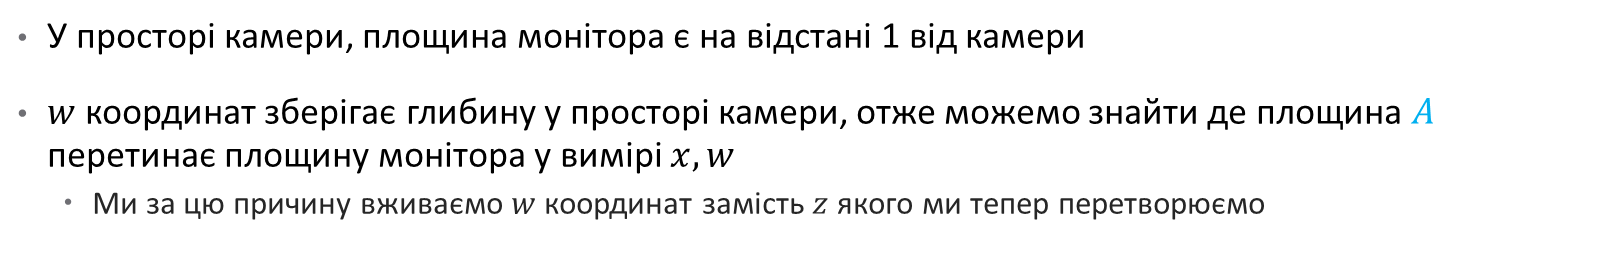 • У просторі камери, площина монітора є на відстані 1 від камери
• w координат зберігає глибину у просторі камери, отже можемо знайти де площина A
перетинає площину монітора у вимірі x, w
• Ми за цю причину вживаємо w координат замість z якого ми тепер перетворюємо